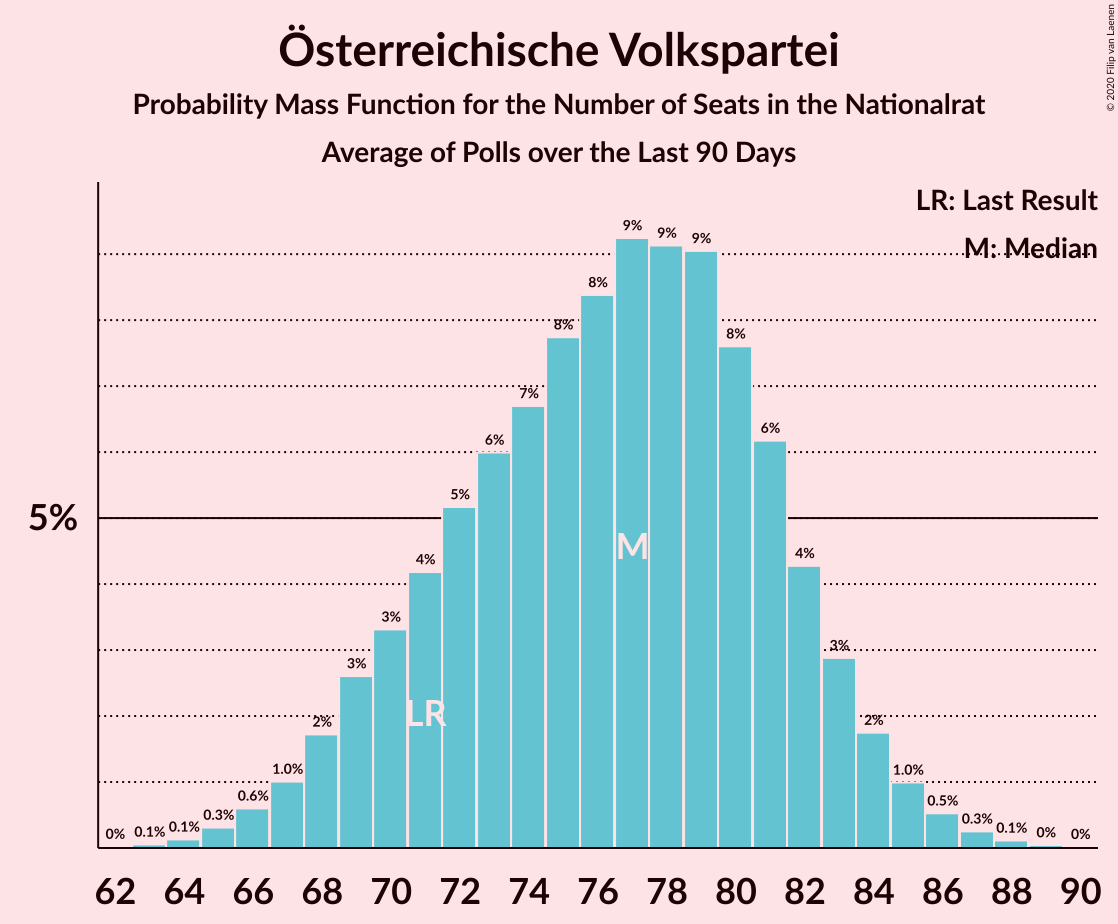 Österreichische Volkspartei
Probability Mass Function for the Number of Seats in the Nationalrat
Average of Polls over the Last 90 Days
© 2020 Filip van Laenen
LR: Last Result
M: Median
5%
0% 0.1% 0.1% 0.3% 0.6% 1.0% 2% 3% 3% 4% 5% 6% 7% 8% 8% 9% 9% 9% 8% 6% 4% 3% 2% 1.0% 0.5% 0.3% 0.1% 0% 0%
M
LR
62 64 66 68 70 72 74 76 78 80 82 84 86 88 90